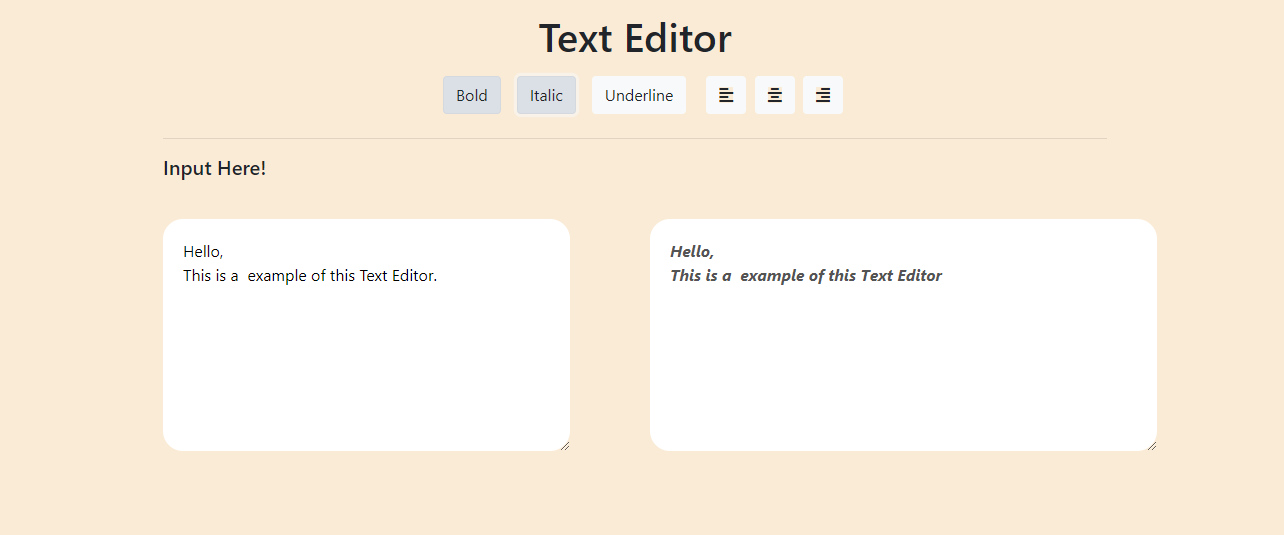 Text Editor
Bold Italic Underline
Input Here!
Hello,
This is a  example of this Text Editor.
Hello,
This is a  example of this Text Editor